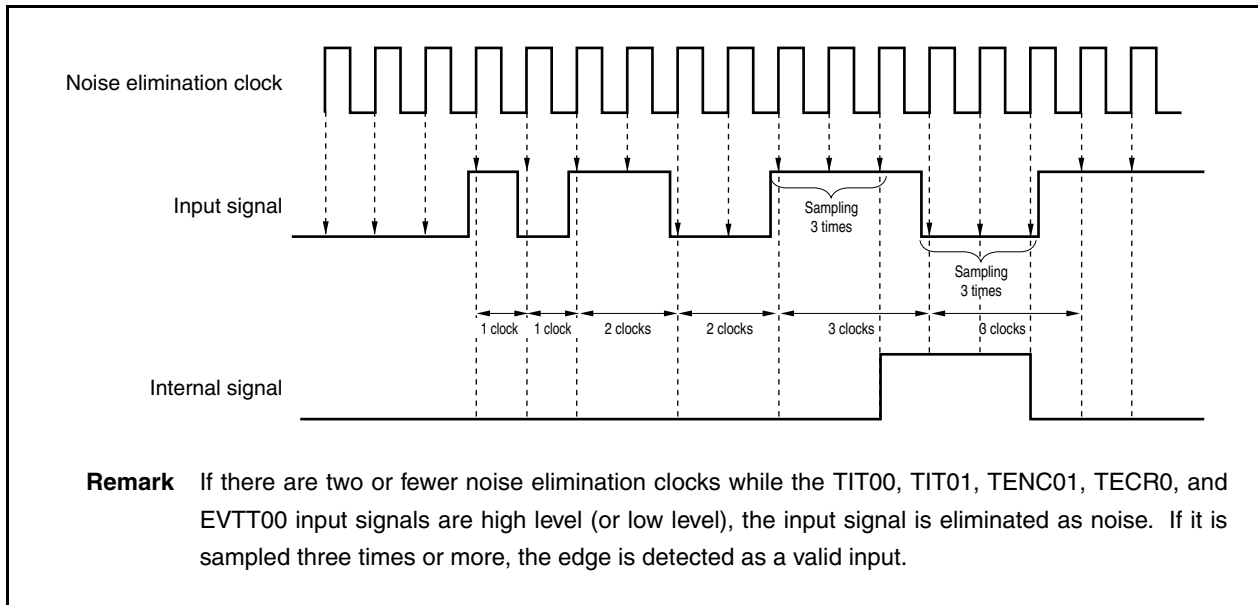 Noise elimination clock
Input signal
Sampling
3 times
Sampling
3 times
1 clock 1 clock 2 clocks 2 clocks 3 clocks 3 clocks
Internal signal
Remark If there are two or fewer noise elimination clocks while the TIT00, TIT01, TENC01, TECR0, and
EVTT00 input signals are high level (or low level), the input signal is eliminated as noise. If it is
sampled three times or more, the edge is detected as a valid input.